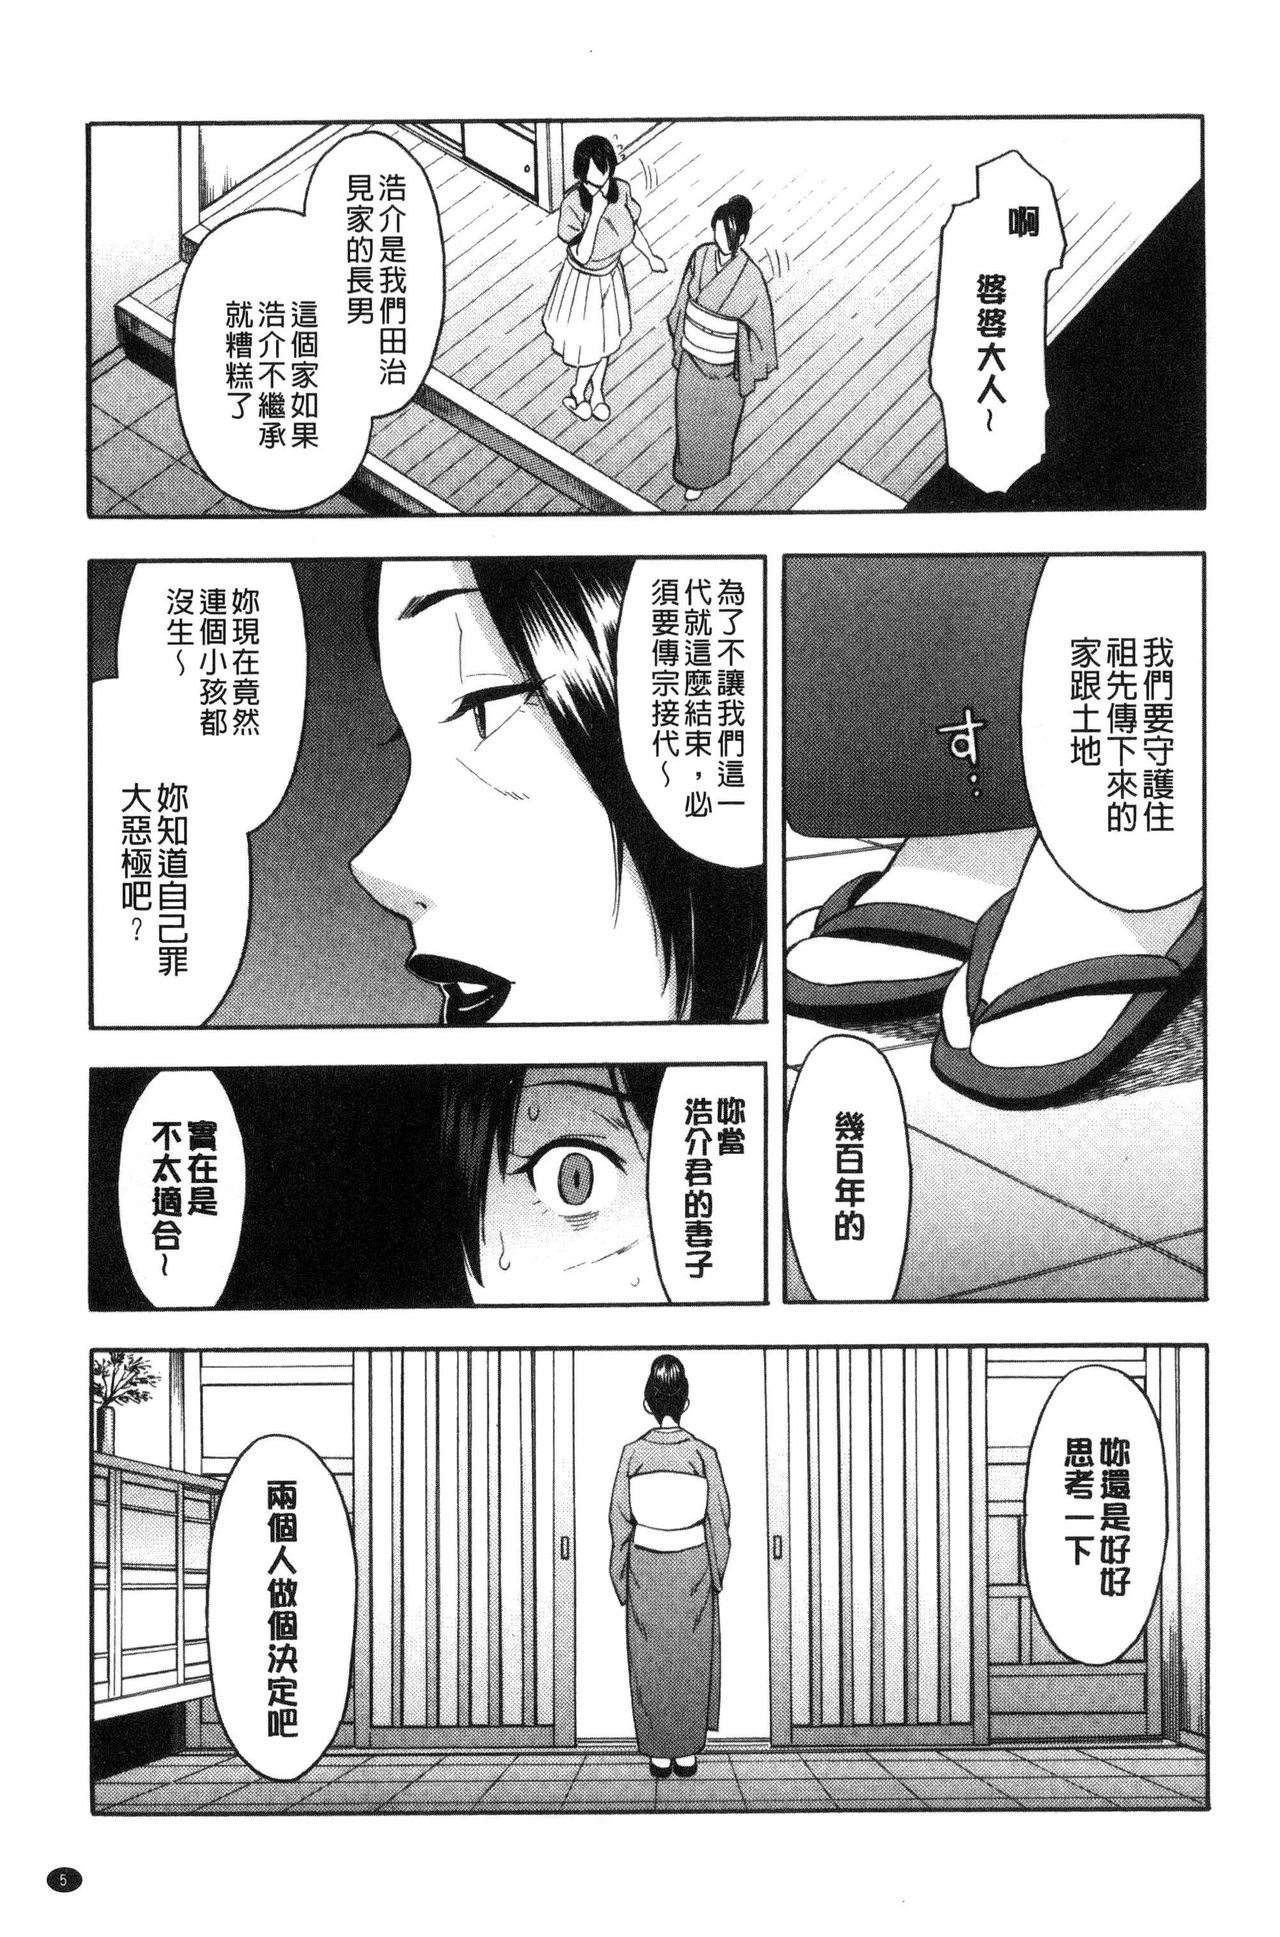 啊
婆婆大人～
浩介是我們田治
見家的長男
這個家如果
浩介不繼承
就糟糕了
我們要守護住
祖先傳下來的
家跟土地
す…
幾百年的
為了不讓我們這一
代就這麼結束，必
須要傳宗接代～
妳現在竟然
連個小孩都
沒生～
妳知道自己罪
大惡極吧？
妳當
浩介君的妻子
實在是
不太適合～
妳還是好好
思考一下
兩個人做個決定吧
5